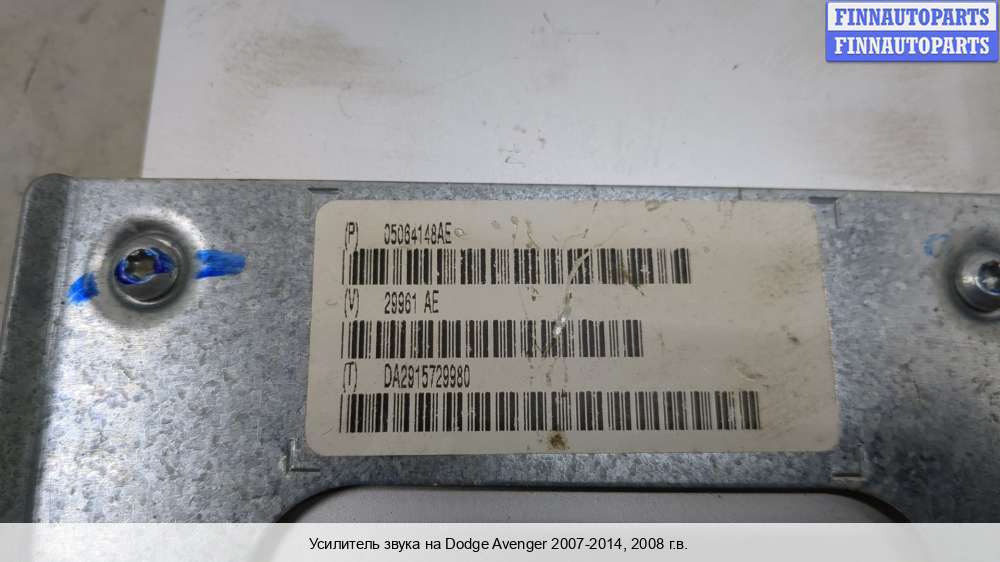 FINNAUTOPARTS
FINNAUTOPARTS
(P) 05064148AE
(V) 29961 AE
(T) DA2915729980
Усилитель звука на Dodge Avenger 2007-2014, 2008 г.в.